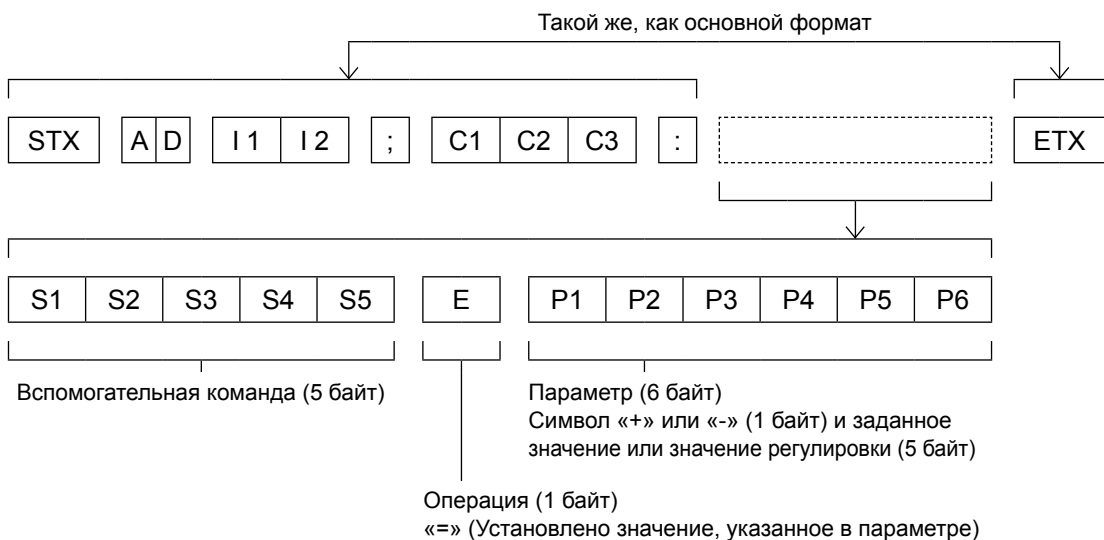 Такой же, как основной формат
STX A D I 1 I 2 ; C1 C2 C3 : ETX
S1 S2 S3 S4 S5 E P1 P2 P3 P4 P5 P6
Вспомогательная команда (5 байт)
Параметр (6 байт)
Символ «+» или «-» (1 байт) и заданное
значение или значение регулировки (5 байт)
Операция (1 байт)
«=» (Установлено значение, указанное в параметре)